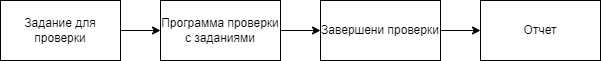 Задание для
проверки
Программа проверки
с заданиями
Завершени проверки
Отчет